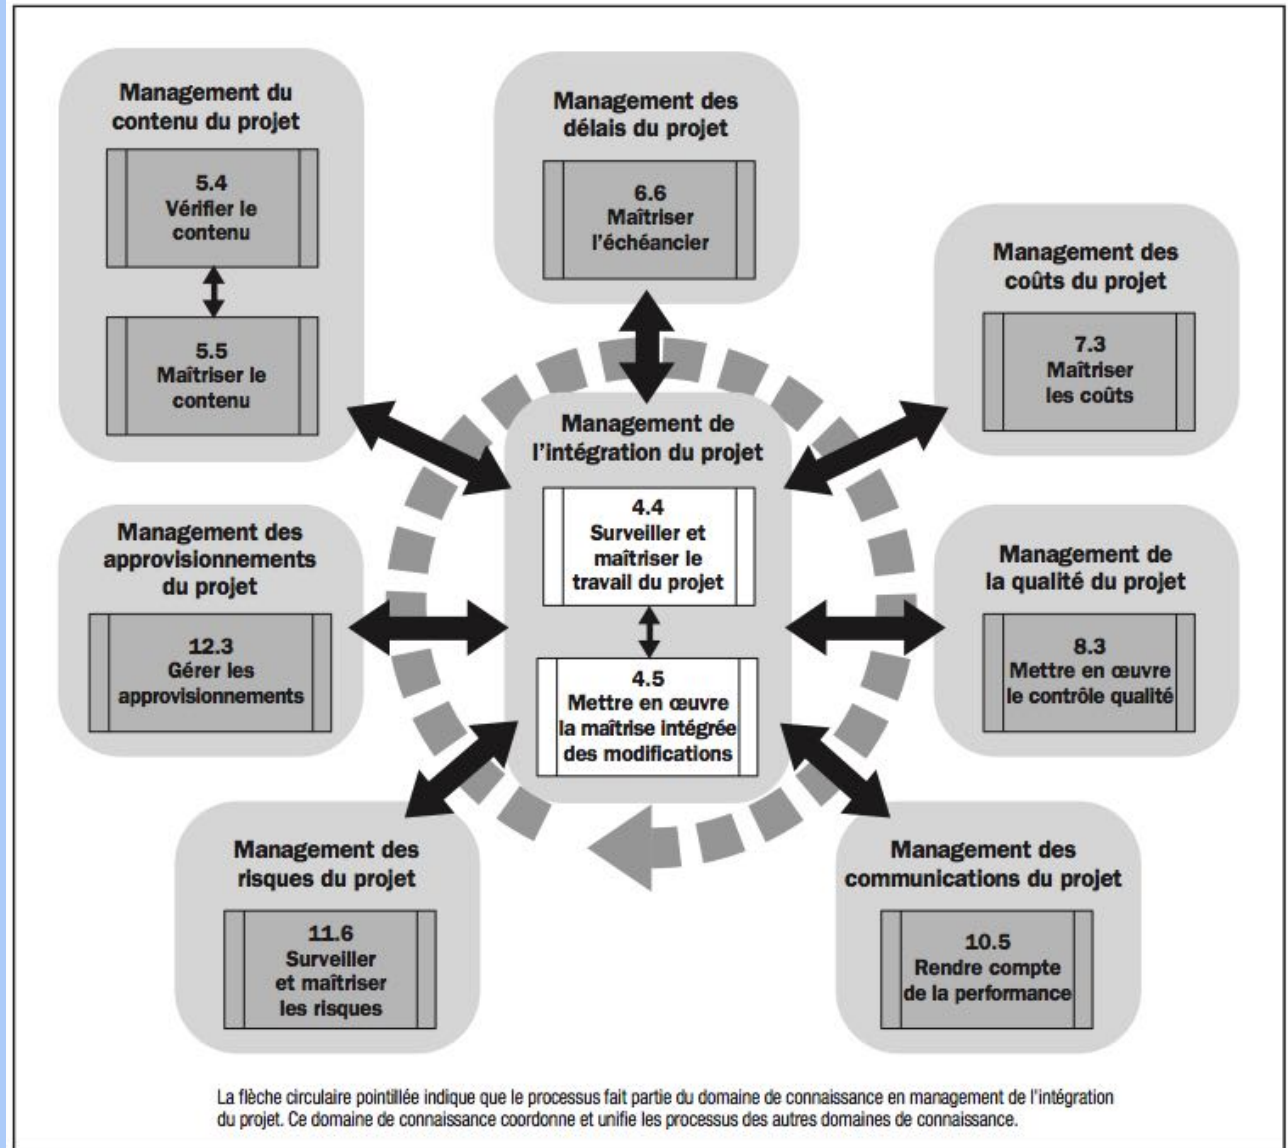 Management du
contenu du projet
5.4
Vérifier le
contenu
5.5
Maîtriser le
contenu
Management des
délais du projet
6.6
Maîtriser
l'échéancier
Management des
coûts du projet
7.3
Maîtriser
les coûts
Management de
l'intégration du projet
4.4
Surveiller et
maîtriser le
travail du projet
4.5
Mettre en œuvre
la maîtrise intégrée
des modifications
Management des
approvisionnements
du projet
12.3
Gérer les
approvisionnements
Management de
la qualité du projet
8.3
Mettre en œuvre
le contrôle qualité
Management des
risques du projet
11.6
Surveiller
et maîtriser
les risques
Management des
communications du projet
10.5
Rendre compte
de la performance
La flèche circulaire pointillée indique que le processus fait partie du domaine de connaissance en management de l'intégration
du projet. Ce domaine de connaissance coordonne et unifie les processus des autres domaines de connaissance.